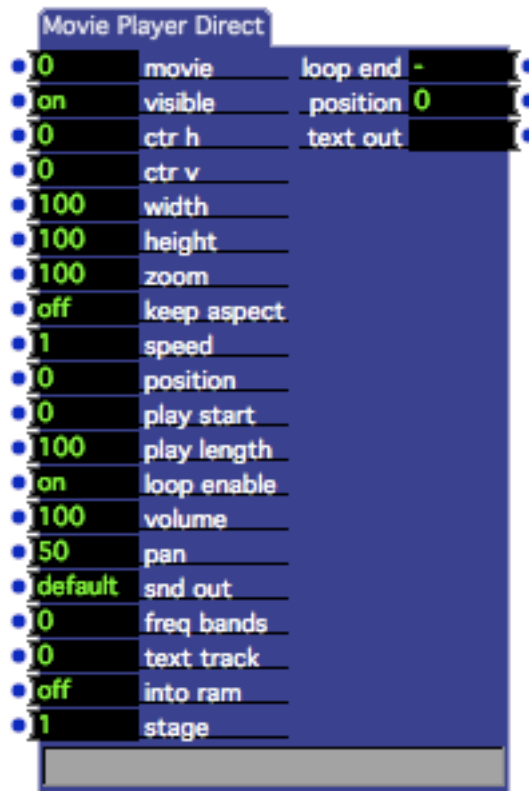 Movie Player Direct
0 movie loop end -
on visible position 0
0 ctr h text out
0 ctr v
100 width
100 height
100 zoom
off keep aspect
1 speed
0 position
0 play start
100 play length
on loop enable
100 volume
50 pan
default snd out
0 freq bands
0 text track
off into ram
1 stage